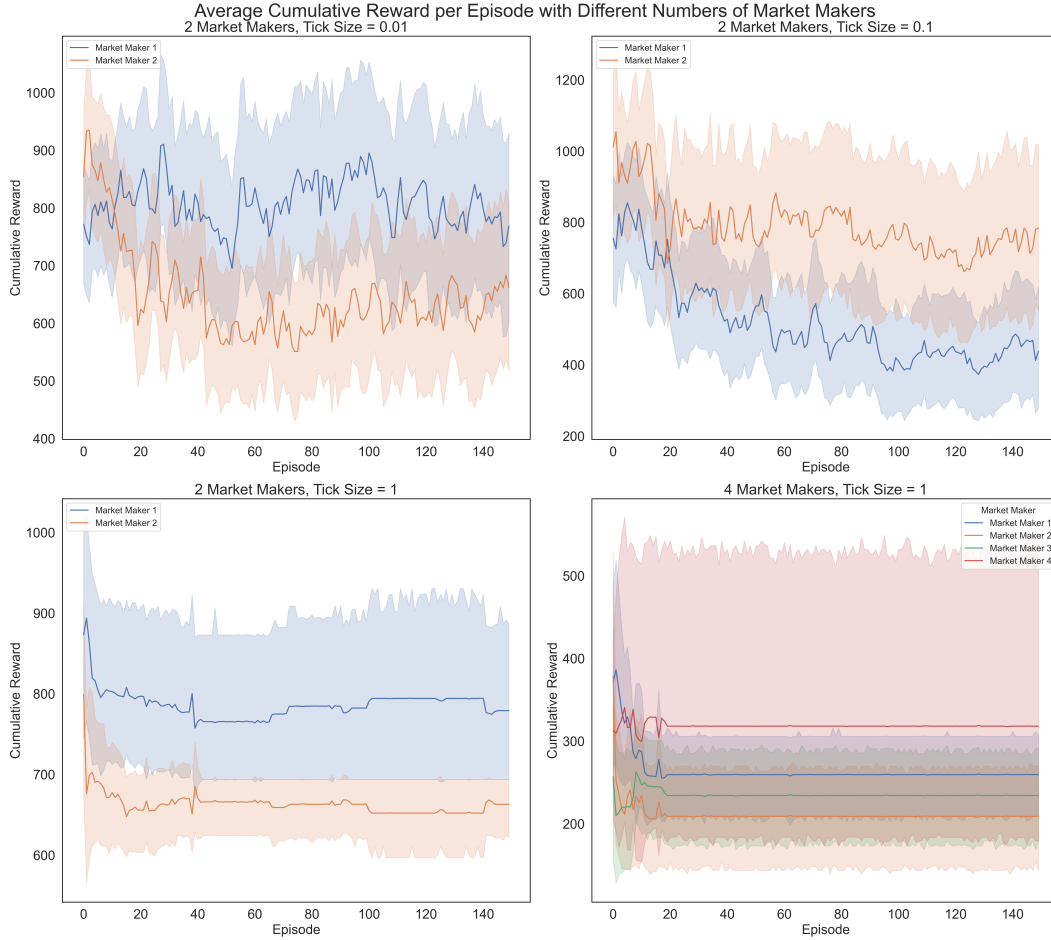 Average Cumulative Reward per Episode with Different Numbers of Market Makers
2 Market Makers, Tick Size = 0.01
Market Maker 1
Market Maker 2
Cumulative Reward
1000
900
800
700
600
500
400
0 20 40 60 80 100 120 140
Episode
2 Market Makers, Tick Size = 0.1
Market Maker 1
Market Maker 2
Cumulative Reward
1200
1000
800
600
400
200
0 20 40 60 80 100 120 140
Episode
2 Market Makers, Tick Size = 1
Market Maker 1
Market Maker 2
Cumulative Reward
1000
900
800
700
600
0 20 40 60 80 100 120 140
Episode
4 Market Makers, Tick Size = 1
Market Maker
Market Maker 1
Market Maker 2
Market Maker 3
Market Maker 4
Cumulative Reward
500
400
300
200
0 20 40 60 80 100 120 140
Episode